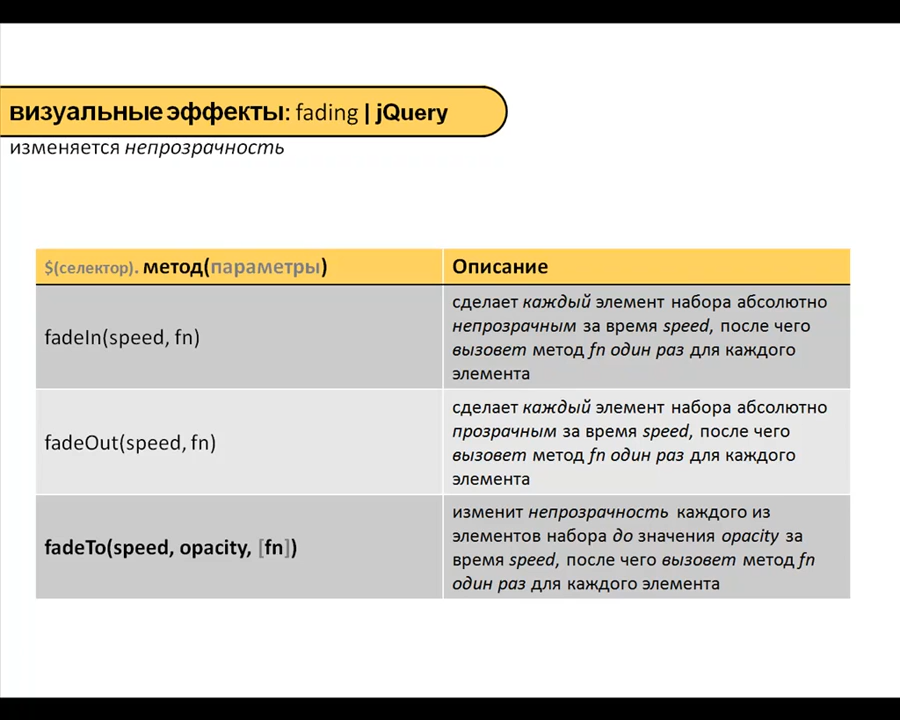 визуальные эффекты: fading | jQuery
изменяется непрозрачность
$(селектор). метод(параметры)
Описание
fadeIn(speed, fn)
сделает каждый элемент набора абсолютно
непрозрачным за время speed, после чего
вызовет метод fn один раз для каждого
элемента
fadeOut(speed, fn)
сделает каждый элемент набора абсолютно
прозрачным за время speed, после чего
вызовет метод fn один раз для каждого
элемента
fadeTo(speed, opacity, [fn])
изменит непрозрачность каждого из
элементов набора до значения opacity за
время speed, после чего вызовет метод fn
один раз для каждого элемента